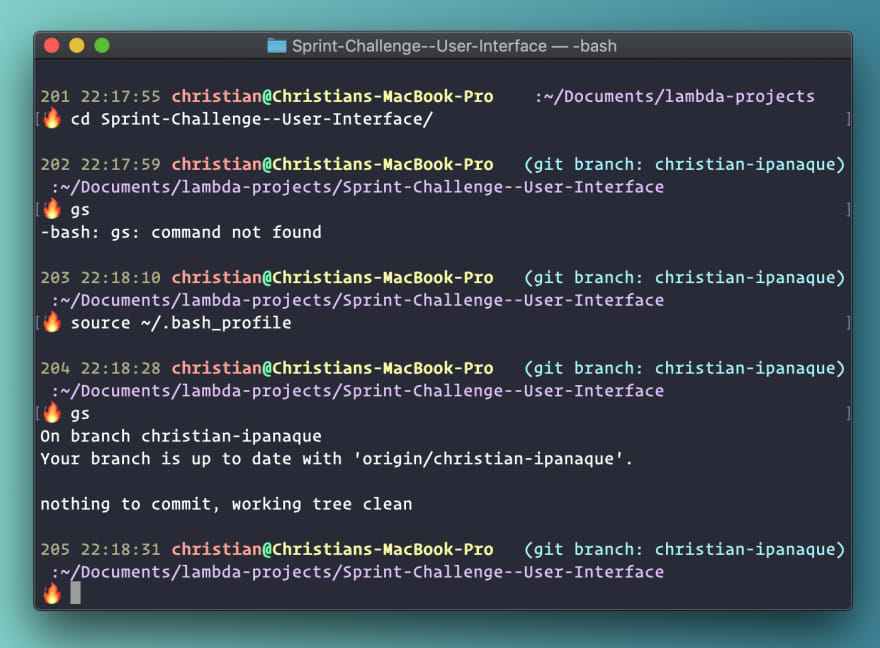 Sprint-Challenge--User-Interface — -bash
201 22:17:55 christian@Christians-MacBook-Pro    :~/Documents/lambda-projects
[🔥 cd Sprint-Challenge--User-Interface/ ]
202 22:17:59 christian@Christians-MacBook-Pro   (git branch: christian-ipanaque)
:~/Documents/lambda-projects/Sprint-Challenge--User-Interface
[🔥 gs ]
-bash: gs: command not found
203 22:18:10 christian@Christians-MacBook-Pro   (git branch: christian-ipanaque)
:~/Documents/lambda-projects/Sprint-Challenge--User-Interface
[🔥 source ~/.bash_profile ]
204 22:18:28 christian@Christians-MacBook-Pro   (git branch: christian-ipanaque)
:~/Documents/lambda-projects/Sprint-Challenge--User-Interface
[🔥 gs ]
On branch christian-ipanaque
Your branch is up to date with 'origin/christian-ipanaque'.
nothing to commit, working tree clean
205 22:18:31 christian@Christians-MacBook-Pro   (git branch: christian-ipanaque)
:~/Documents/lambda-projects/Sprint-Challenge--User-Interface
🔥